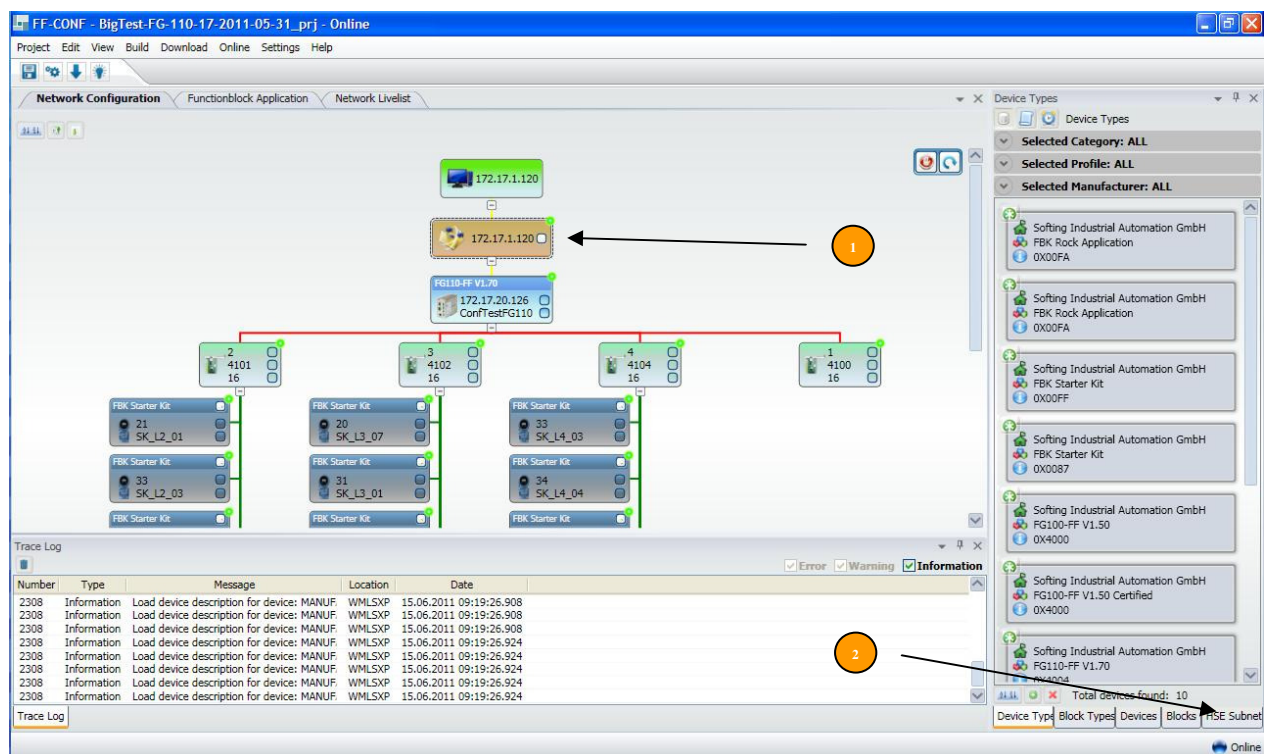 FF-CONF - BigTest-FG-110-17-2011-05-31_prj - Online
Project Edit View Build Download Online Settings Help
Network Configuration Functionblock Application Network Livelist
172.17.1.120
172.17.1.120
1
FG110-FF V1.70
172.17.20.126
ConfTestFG110
2
4101
16
3
4102
16
4
4104
16
1
4100
16
FBK Starter Kit
21
SK_L2_01
FBK Starter Kit
20
SK_L3_07
FBK Starter Kit
33
SK_L4_03
FBK Starter Kit
33
SK_L2_03
FBK Starter Kit
31
SK_L3_01
FBK Starter Kit
34
SK_L4_04
FBK Starter Kit
FBK Starter Kit
FBK Starter Kit
Device Types
Device Types
Selected Category: ALL
Selected Profile: ALL
Selected Manufacturer: ALL
Softing Industrial Automation GmbH
FBK Rock Application
0X00FA
Softing Industrial Automation GmbH
FBK Rock Application
0X00FA
Softing Industrial Automation GmbH
FBK Starter Kit
0X00FF
Softing Industrial Automation GmbH
FBK Starter Kit
0X0087
Softing Industrial Automation GmbH
FG100-FF V1.50
0X4000
Softing Industrial Automation GmbH
FG100-FF V1.50 Certified
0X4000
Softing Industrial Automation GmbH
FG110-FF V1.70
0X4004
Total devices found: 10
Device Type Block Types Devices Blocks HSE Subnet
Trace Log
Error Warning Information
Number Type Message Location Date
2308 Information Load device description for device: MANUF. WMLSXP 15.06.2011 09:19:26.908
2308 Information Load device description for device: MANUF. WMLSXP 15.06.2011 09:19:26.908
2308 Information Load device description for device: MANUF. WMLSXP 15.06.2011 09:19:26.908
2308 Information Load device description for device: MANUF. WMLSXP 15.06.2011 09:19:26.924
2308 Information Load device description for device: MANUF. WMLSXP 15.06.2011 09:19:26.924
2308 Information Load device description for device: MANUF. WMLSXP 15.06.2011 09:19:26.924
2308 Information Load device description for device: MANUF. WMLSXP 15.06.2011 09:19:26.924
2308 Information Load device description for device: MANUF. WMLSXP 15.06.2011 09:19:26.924
2
Trace Log
Online